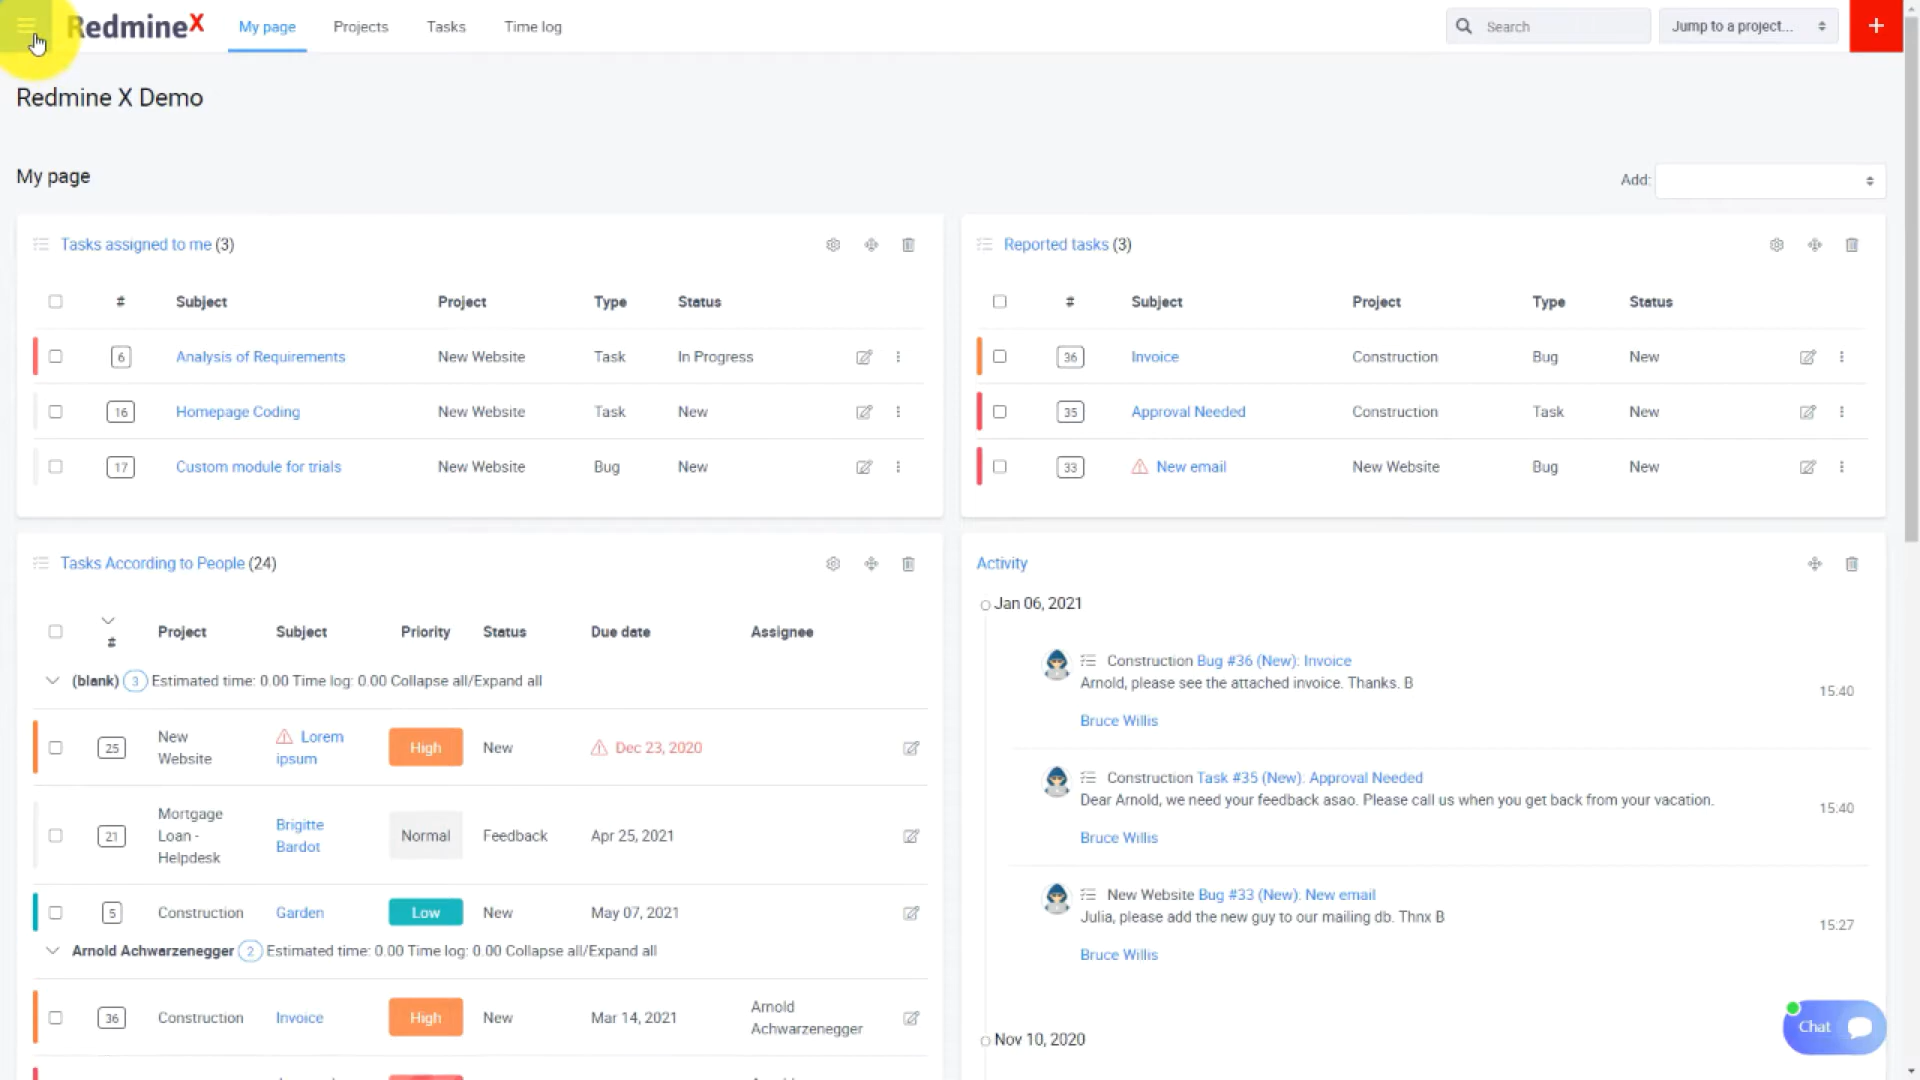 RedmineX My page Projects Tasks Time log Search Jump to a project... +
Redmine X Demo
My page Add:
Tasks assigned to me (3)
# Subject Project Type Status
6 Analysis of Requirements New Website Task In Progress
16 Homepage Coding New Website Task New
17 Custom module for trials New Website Bug New
Reported tasks (3)
# Subject Project Type Status
36 Invoice Construction Bug New
35 Approval Needed Construction Task New
33 New email New Website Bug New
Tasks According to People (24)
# Project Subject Priority Status Due date Assignee
(blank) 3 Estimated time: 0.00 Time log: 0.00 Collapse all/Expand all
25 New Website Lorem ipsum High New Dec 23, 2020
21 Mortgage Loan - Helpdesk Brigitte Bardot Normal Feedback Apr 25, 2021
5 Construction Garden Low New May 07, 2021
Arnold Achwarzenegger 2 Estimated time: 0.00 Time log: 0.00 Collapse all/Expand all
36 Construction Invoice High New Mar 14, 2021 Arnold Achwarzenegger
Activity
Jan 06, 2021
Construction Bug #36 (New): Invoice
Arnold, please see the attached invoice. Thanks. B
15:40
Bruce Willis
Construction Task #35 (New): Approval Needed
Dear Arnold, we need your feedback asao. Please call us when you get back from your vacation.
15:40
Bruce Willis
New Website Bug #33 (New): New email
Julia, please add the new guy to our mailing db. Thnx B
15:27
Bruce Willis
Nov 10, 2020
Chat